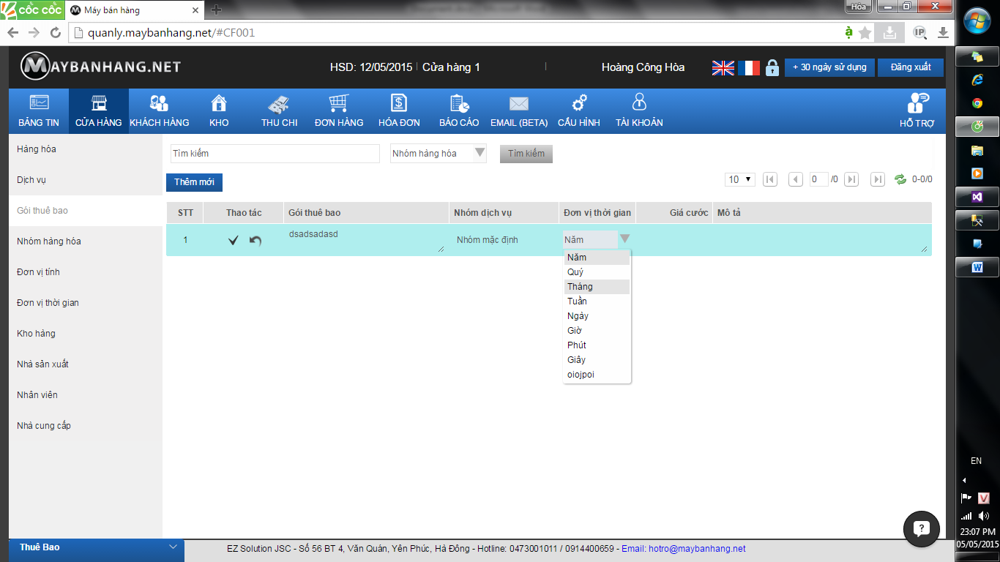 cốc cốc
Máy bán hàng
Hòa
quanly.maybanhang.net/#CF001
IP
MAYBANHANG.NET
HSD: 12/05/2015 | Cửa hàng 1 |
Hoàng Công Hòa
+ 30 ngày sử dụng
Đăng xuất
BẢNG TIN
CỬA HÀNG
KHÁCH HÀNG
KHO
THU CHI
ĐƠN HÀNG
HÓA ĐƠN
BÁO CÁO
EMAIL (BETA)
CẤU HÌNH
TÀI KHOẢN
HỖ TRỢ
Hàng hóa
Dịch vụ
Gói thuê bao
Nhóm hàng hóa
Đơn vị tính
Đơn vị thời gian
Kho hàng
Nhà sản xuất
Nhân viên
Nhà cung cấp
Tìm kiếm
Nhóm hàng hóa
Tìm kiếm
Thêm mới
10
0 /0
0-0/0
STT
Thao tác
Gói thuê bao
Nhóm dịch vụ
Đơn vị thời gian
Giá cước
Mô tả
1
dsadsadasd
Nhóm mặc định
Năm
Năm
Quý
Tháng
Tuần
Ngày
Giờ
Phút
Giây
oiojpoi
Thuê Bao
EZ Solution JSC - Số 56 BT 4, Văn Quán, Yên Phúc, Hà Đông - Hotline: 0473001011 / 0914400659 - Email: hotro@maybanhang.net
EN
23:07 PM
05/05/2015